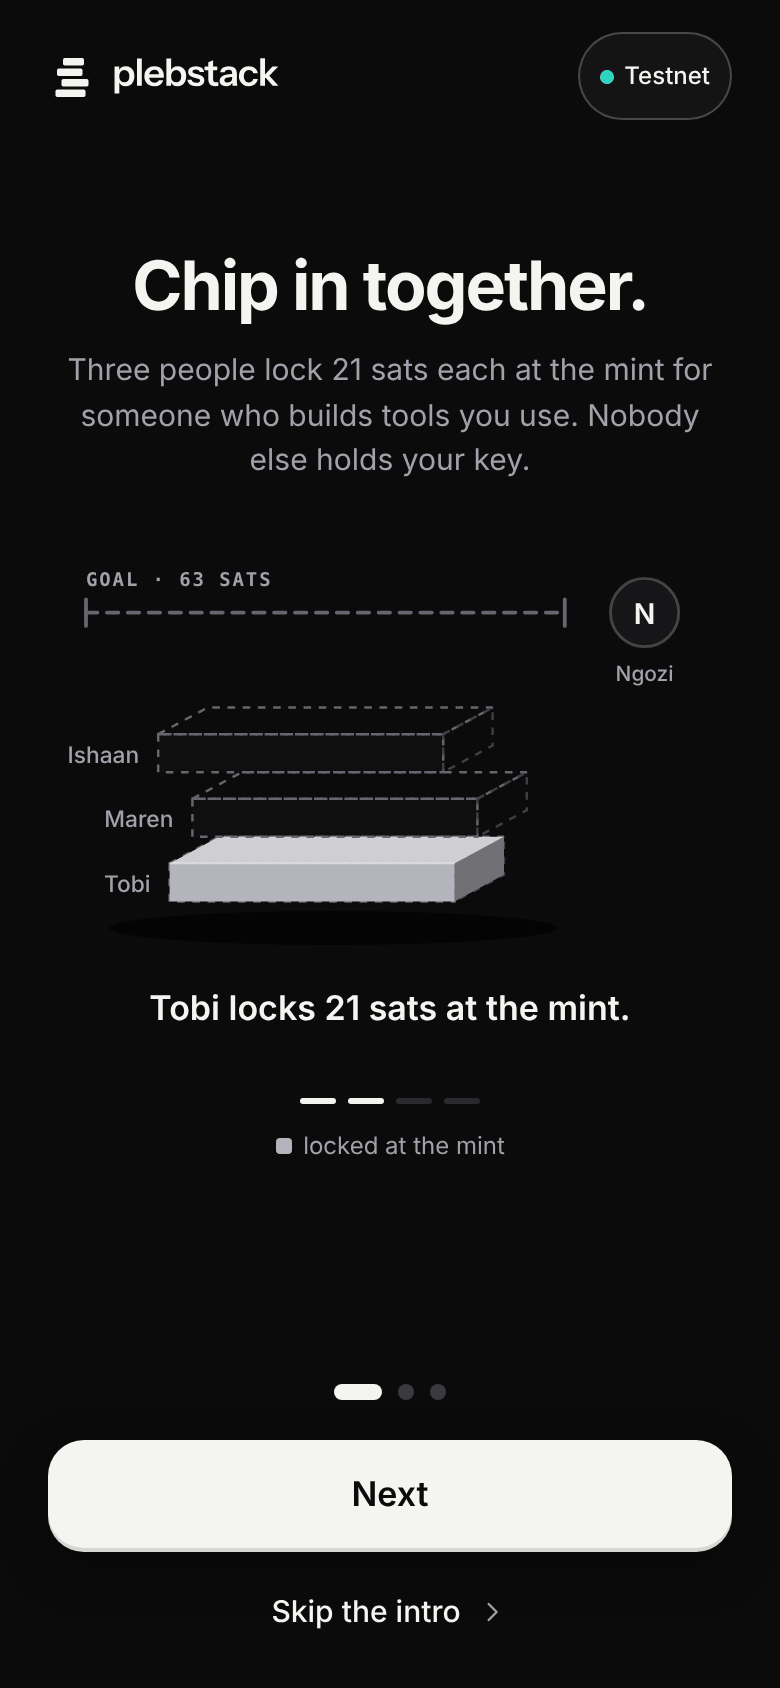 plebstack
Testnet
Chip in together.
Three people lock 21 sats each at the mint for
someone who builds tools you use. Nobody
else holds your key.
GOAL · 63 SATS
N
Ngozi
Ishaan
Maren
Tobi
Tobi locks 21 sats at the mint.
locked at the mint
Next
Skip the intro